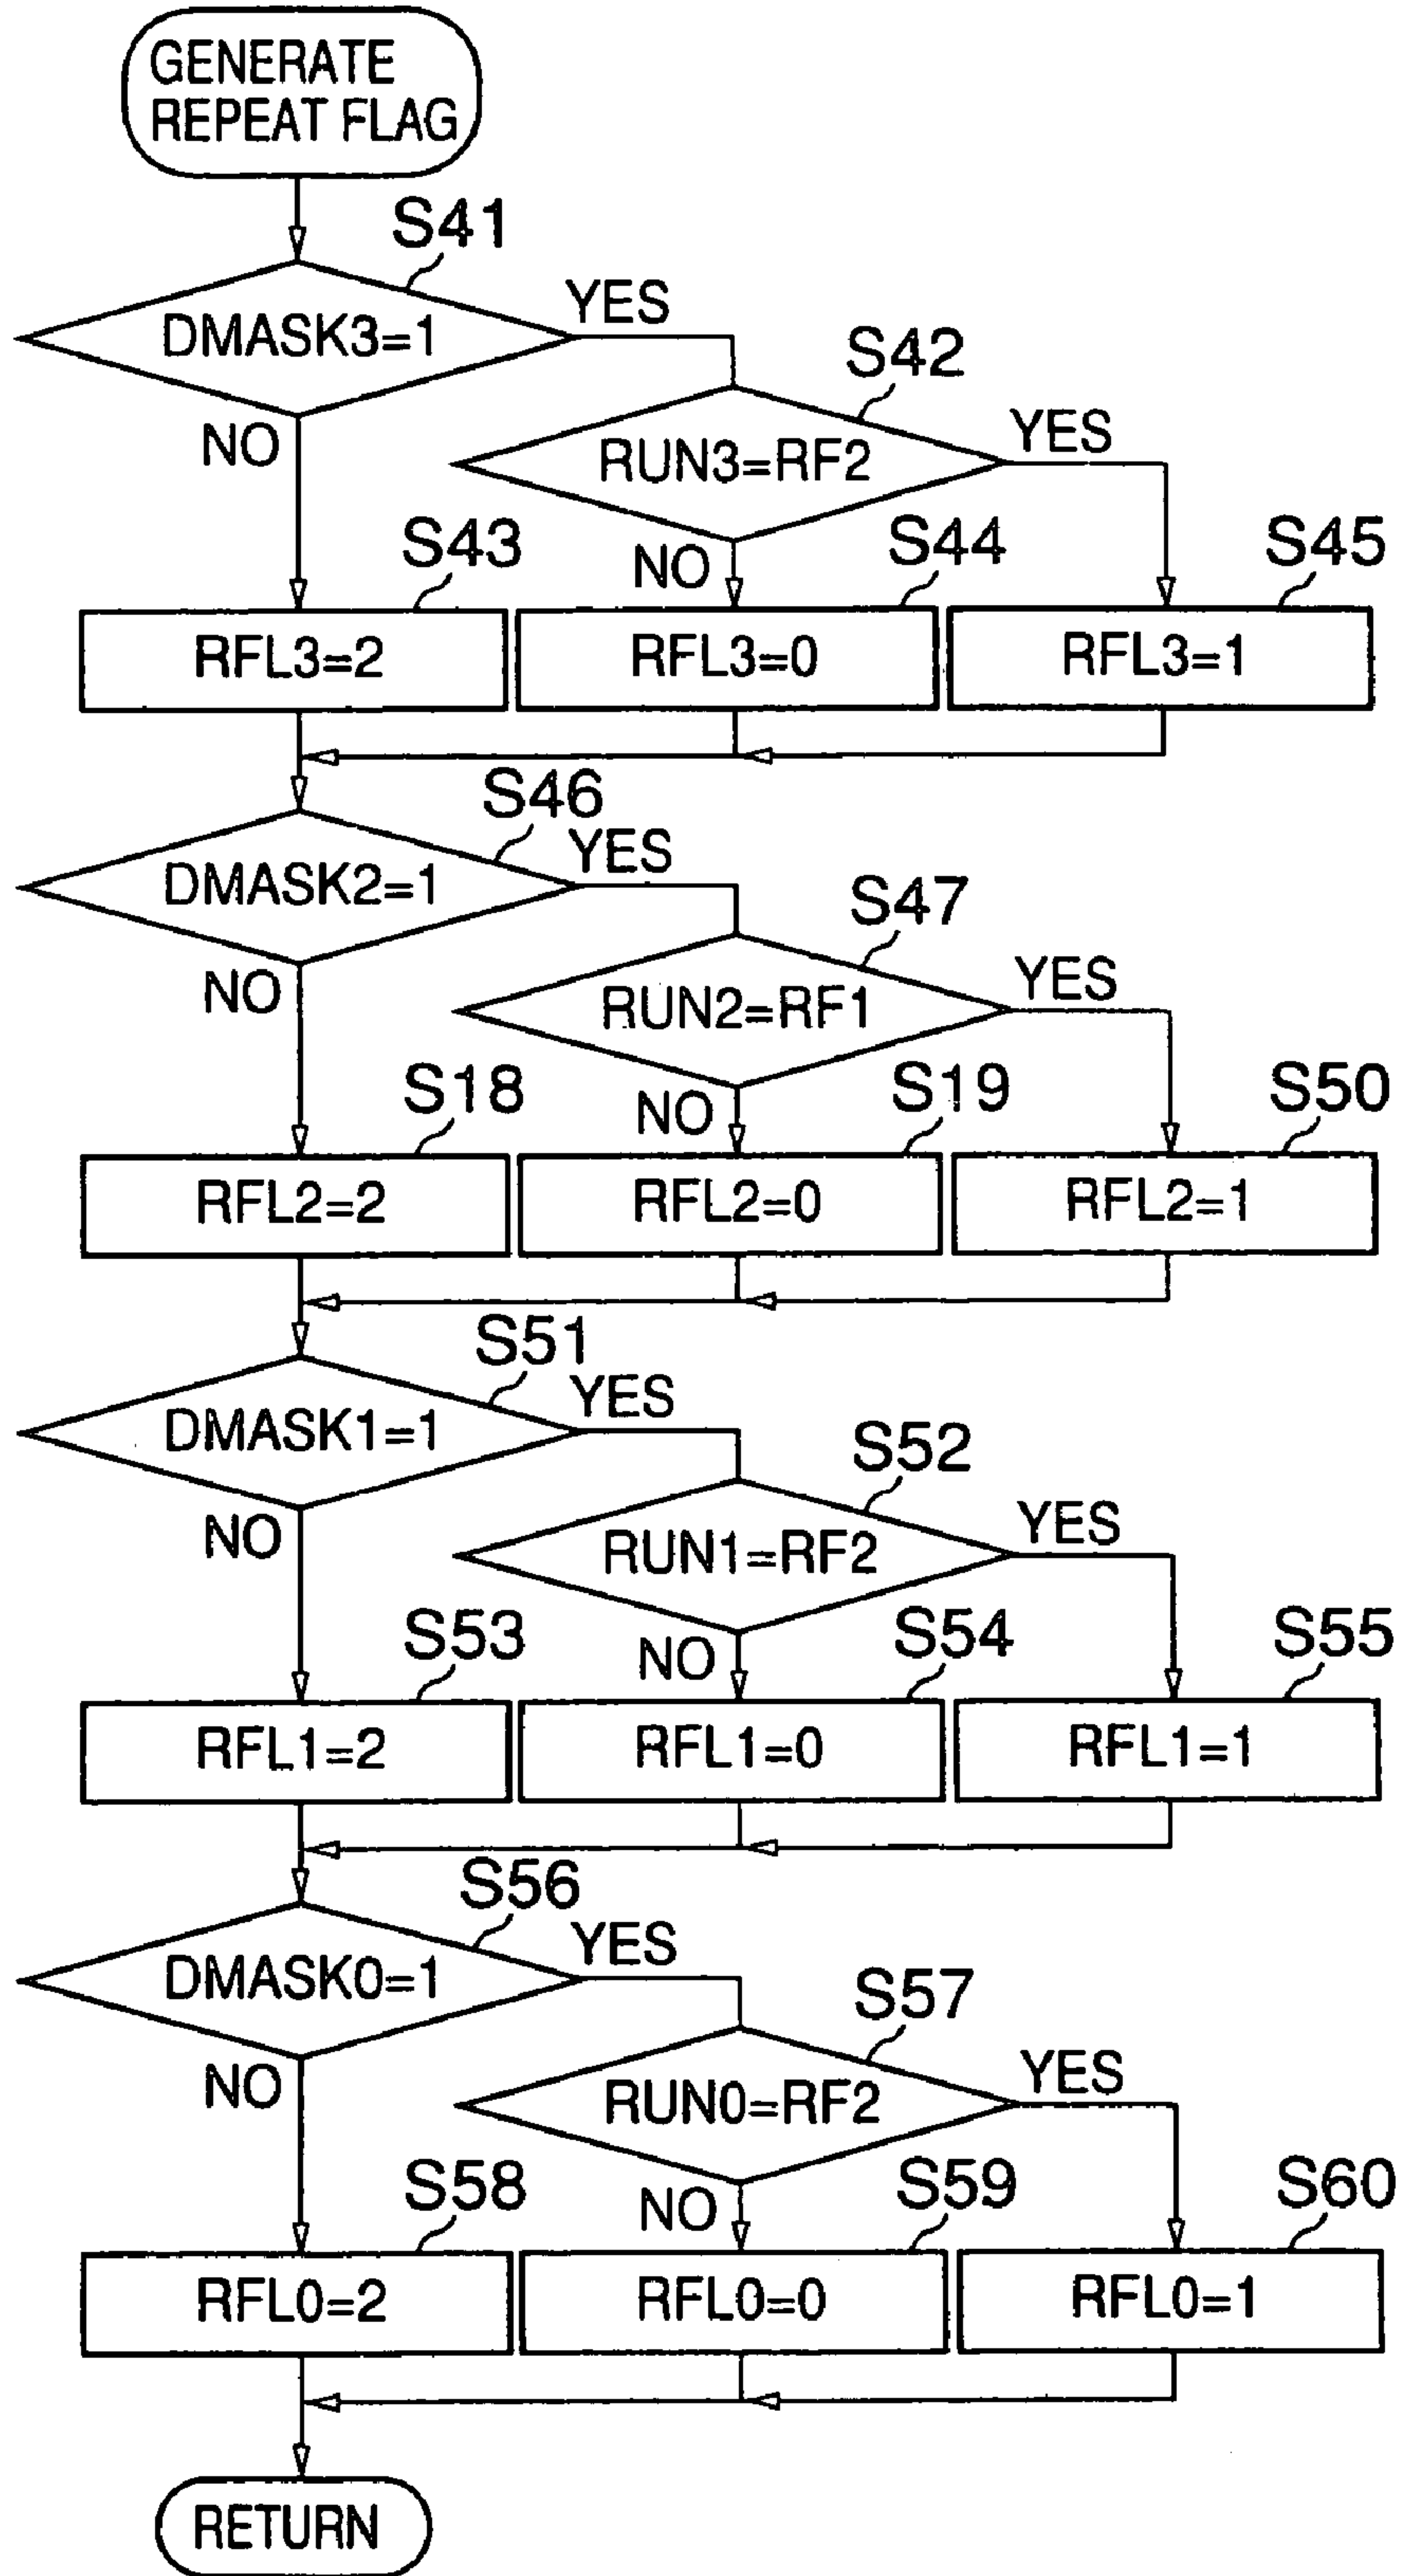 GENERATE
REPEAT FLAG
S41
DMASK3=1
YES
NO
S42
RUN3=RF2
YES
NO
S43
S44
S45
RFL3=2
RFL3=0
RFL3=1
S46
DMASK2=1
YES
NO
S47
RUN2=RF1
YES
NO
S18
S19
S50
RFL2=2
RFL2=0
RFL2=1
S51
DMASK1=1
YES
NO
S52
RUN1=RF2
YES
NO
S53
S54
S55
RFL1=2
RFL1=0
RFL1=1
S56
DMASK0=1
YES
NO
S57
RUN0=RF2
YES
NO
S58
S59
S60
RFL0=2
RFL0=0
RFL0=1
RETURN